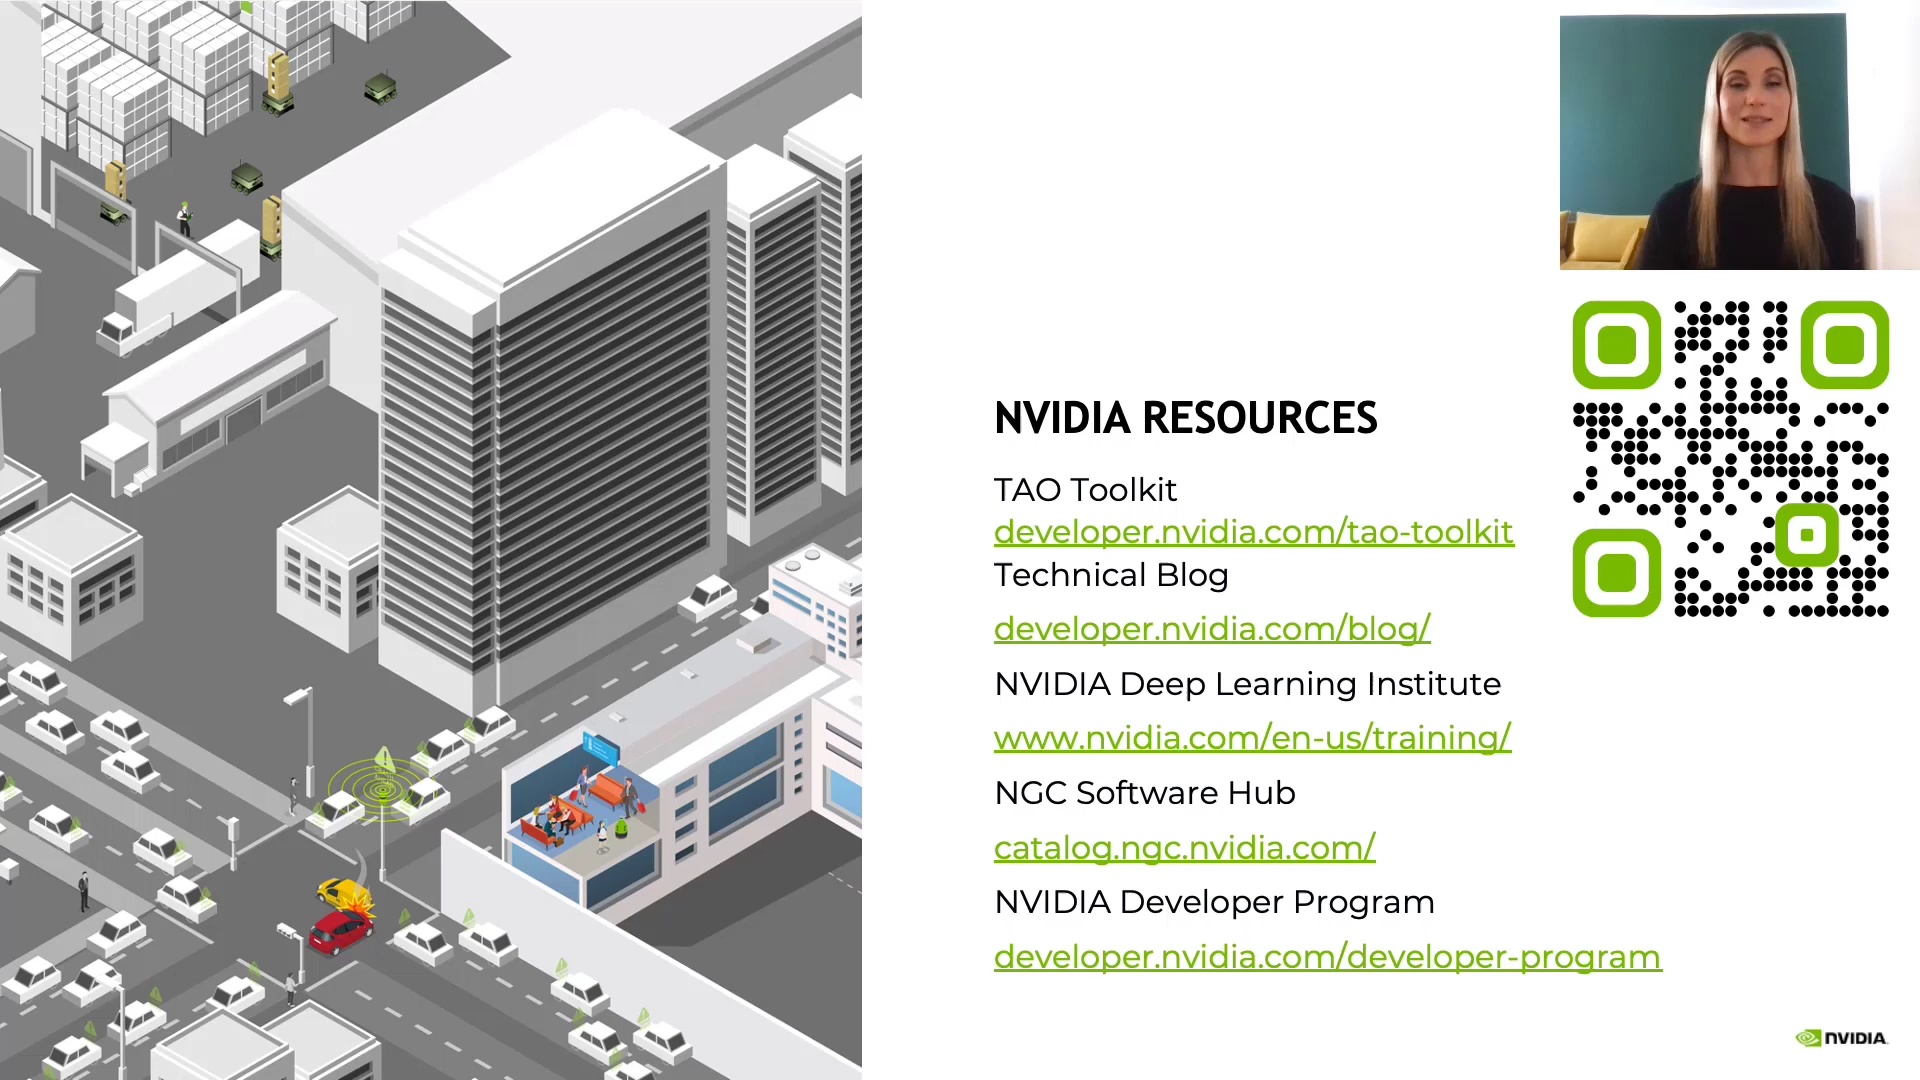 NVIDIA RESOURCES
TAO Toolkit
developer.nvidia.com/tao-toolkit
Technical Blog
developer.nvidia.com/blog/
NVIDIA Deep Learning Institute
www.nvidia.com/en-us/training/
NGC Software Hub
catalog.ngc.nvidia.com/
NVIDIA Developer Program
developer.nvidia.com/developer-program
NVIDIA